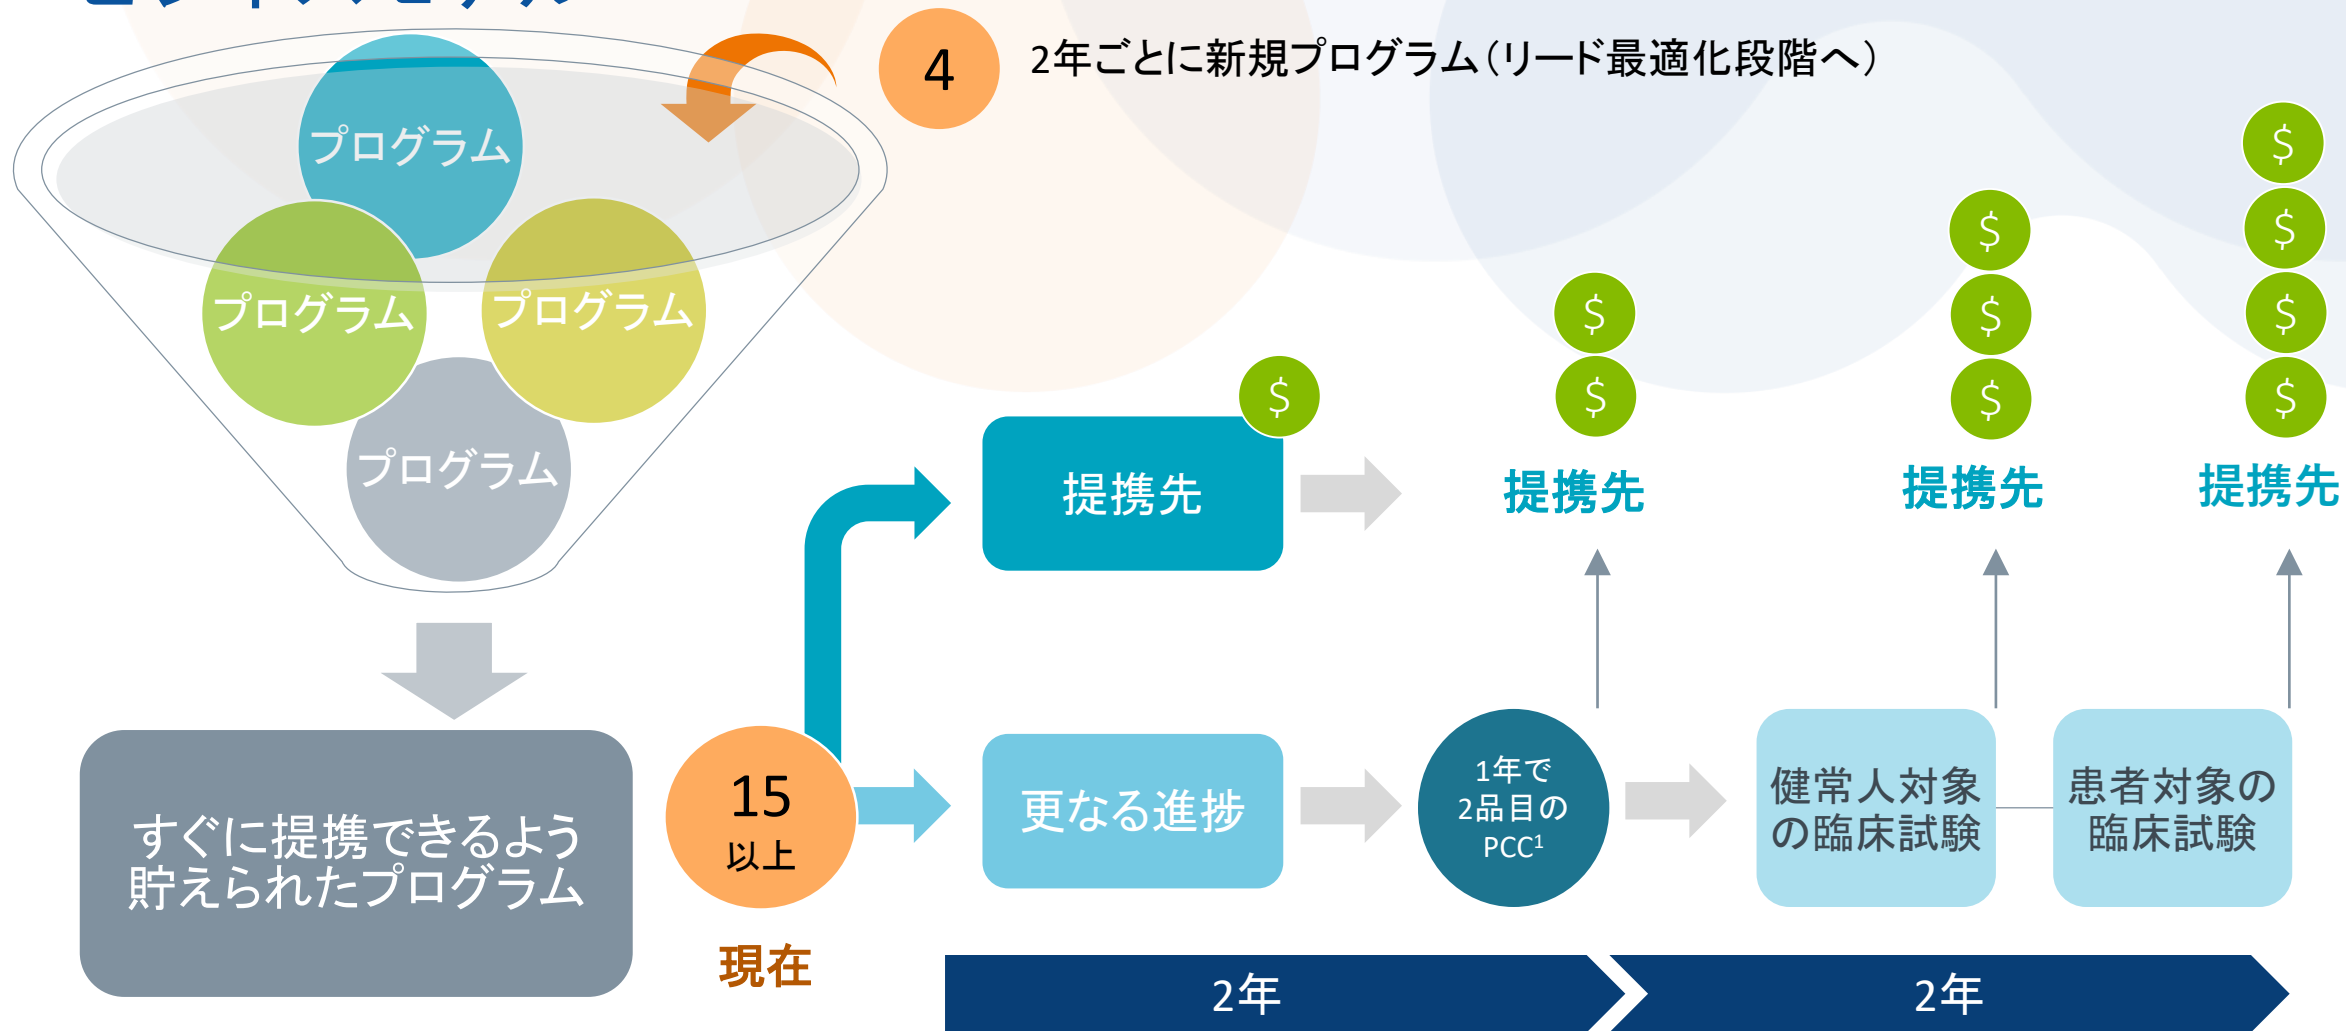 4
2年ごとに新規プログラム（リード最適化段階へ）
プログラム
プログラム
プログラム
プログラム
$
$
$
$
$
$
$
$
$
$
提携先
提携先
提携先
提携先
すぐに提携できるよう
貯えられたプログラム
15
以上
現在
更なる進捗
1年で
2品目の
PCC¹
健常人対象
の臨床試験
患者対象の
臨床試験
2年
2年